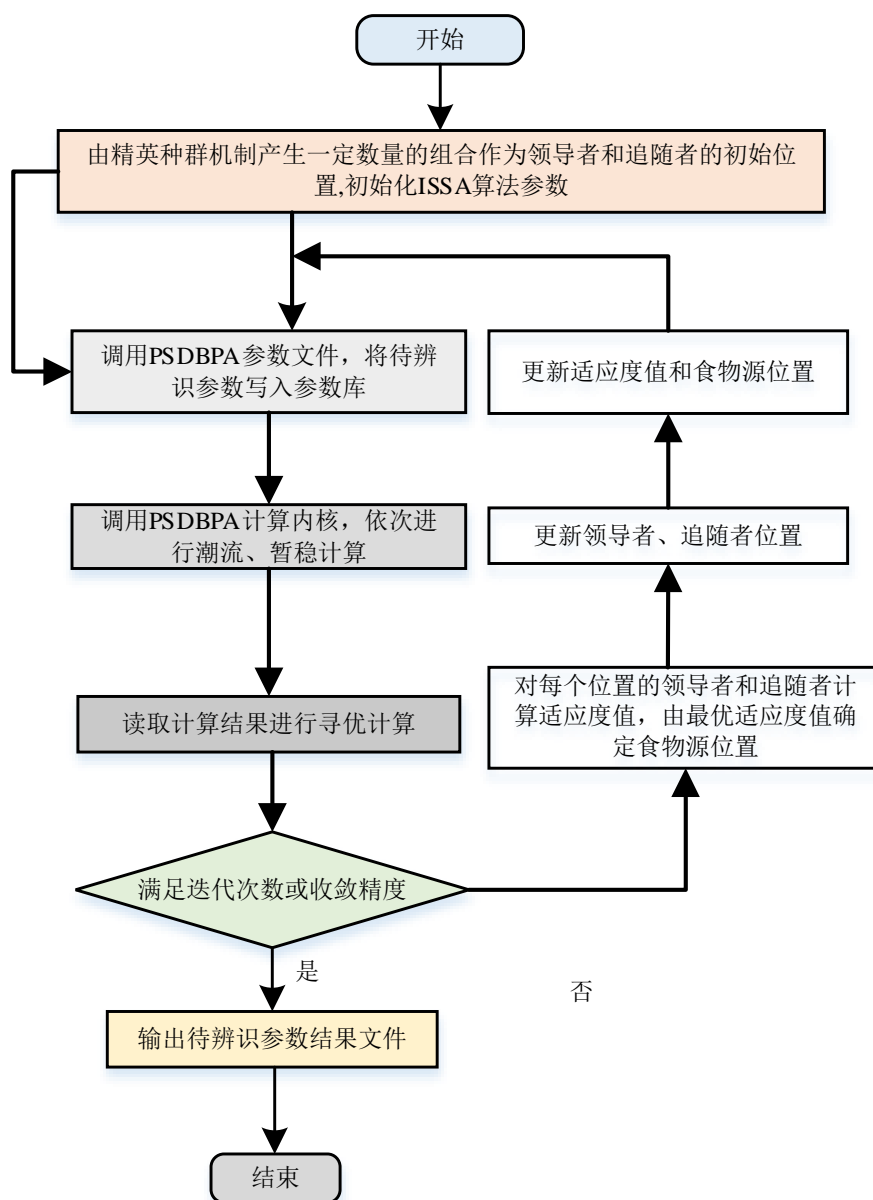 开始
由精英种群机制产生一定数量的组合作为领导者和追随者的初始位
置,初始化ISSA算法参数
调用PSDBPA参数文件，将待辨
识参数写入参数库
更新适应度值和食物源位置
调用PSDBPA计算内核，依次进
行潮流、暂稳计算
更新领导者、追随者位置
读取计算结果进行寻优计算
对每个位置的领导者和追随者计
算适应度值，由最优适应度值确
定食物源位置
满足迭代次数或收敛精度
是
否
输出待辨识参数结果文件
结束